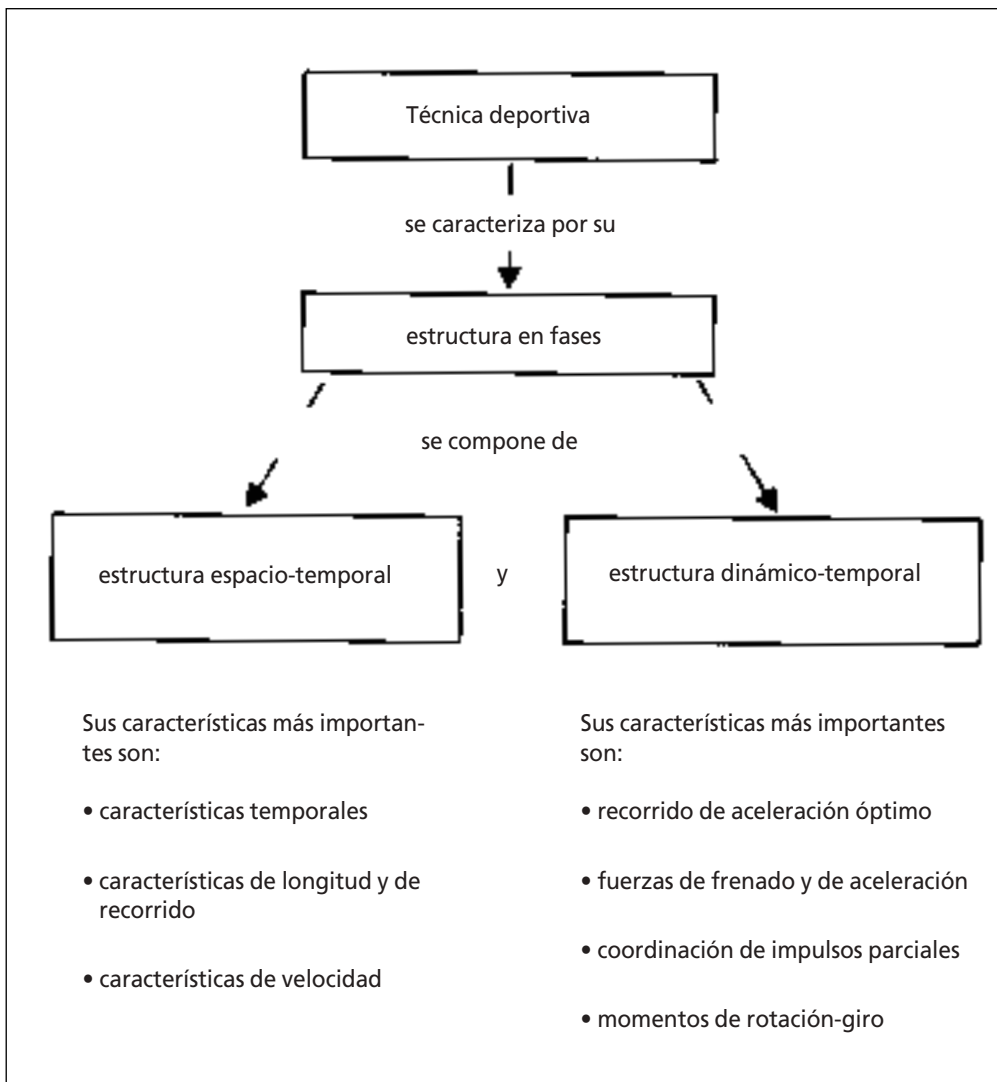 Técnica deportiva
se caracteriza por su
estructura en fases
se compone de
estructura espacio-temporal
y
estructura dinámico-temporal
Sus características más importan-
tes son:
• características temporales
• características de longitud y de
recorrido
• características de velocidad
Sus características más importantes
son:
• recorrido de aceleración óptimo
• fuerzas de frenado y de aceleración
• coordinación de impulsos parciales
• momentos de rotación-giro